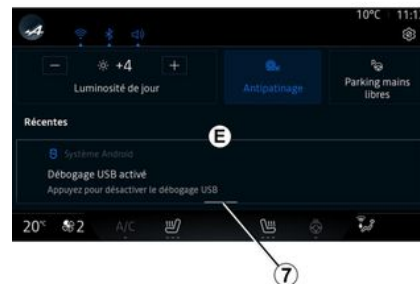 10°C 11:1
− +4 +
Luminosité de jour
Antipatinage
Parking mains
libres
Récentes
E
Système Android
Débogage USB activé
Appuyez pour désactiver le débogage USB
20°C 2 A/C
7